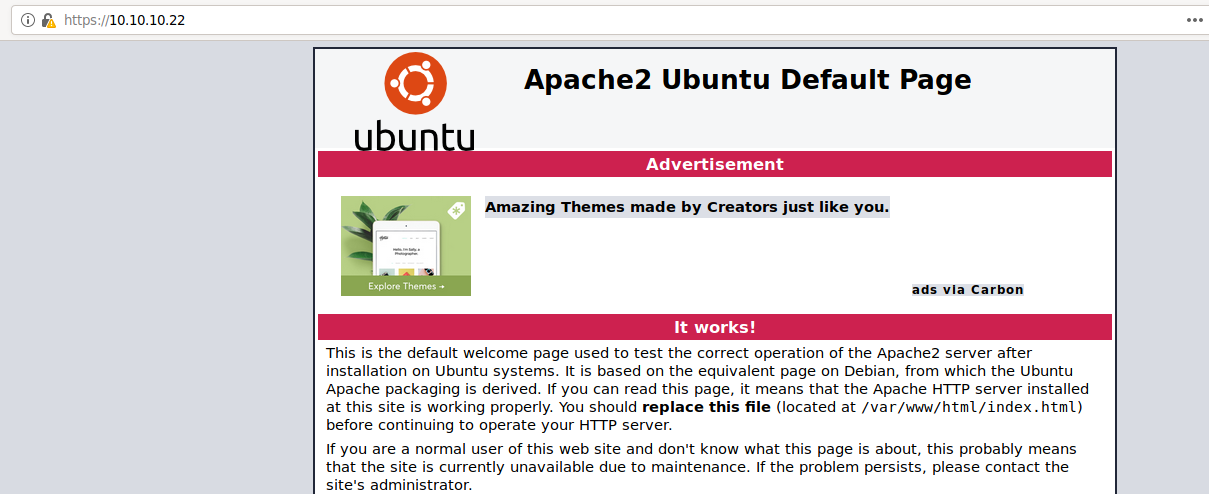 https://10.10.10.22
Apache2 Ubuntu Default Page
ubuntu
Advertisement
Amazing Themes made by Creators just like you.
Hello, I'm Sally, a
Photographer.
Explore Themes →
ads via Carbon
It works!
This is the default welcome page used to test the correct operation of the Apache2 server after
installation on Ubuntu systems. It is based on the equivalent page on Debian, from which the Ubuntu
Apache packaging is derived. If you can read this page, it means that the Apache HTTP server installed
at this site is working properly. You should replace this file (located at /var/www/html/index.html)
before continuing to operate your HTTP server.
If you are a normal user of this web site and don't know what this page is about, this probably means
that the site is currently unavailable due to maintenance. If the problem persists, please contact the
site's administrator.